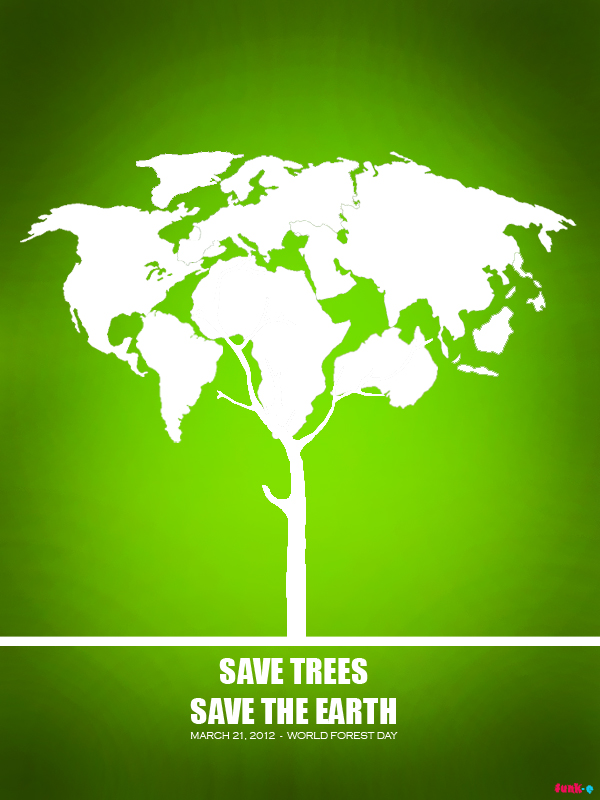 SAVE TREES
SAVE THE EARTH
MARCH 21, 2012 - WORLD FOREST DAY
funk-e